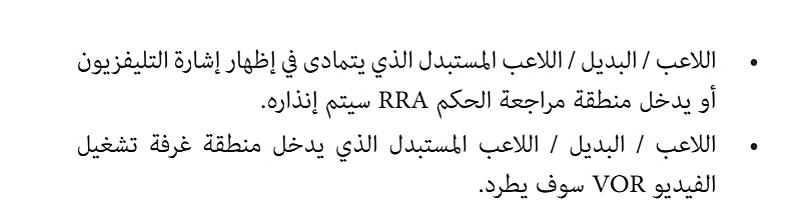 • اللاعب / البديل / اللاعب المستبدل الذي يتمادى في إظهار إشارة التليفزيون
أو يدخل منطقة مراجعة الحكم RRA سيتم إنذاره.
• اللاعب / البديل / اللاعب المستبدل الذي يدخل منطقة غرفة تشغيل
الفيديو VOR سوف يطرد.